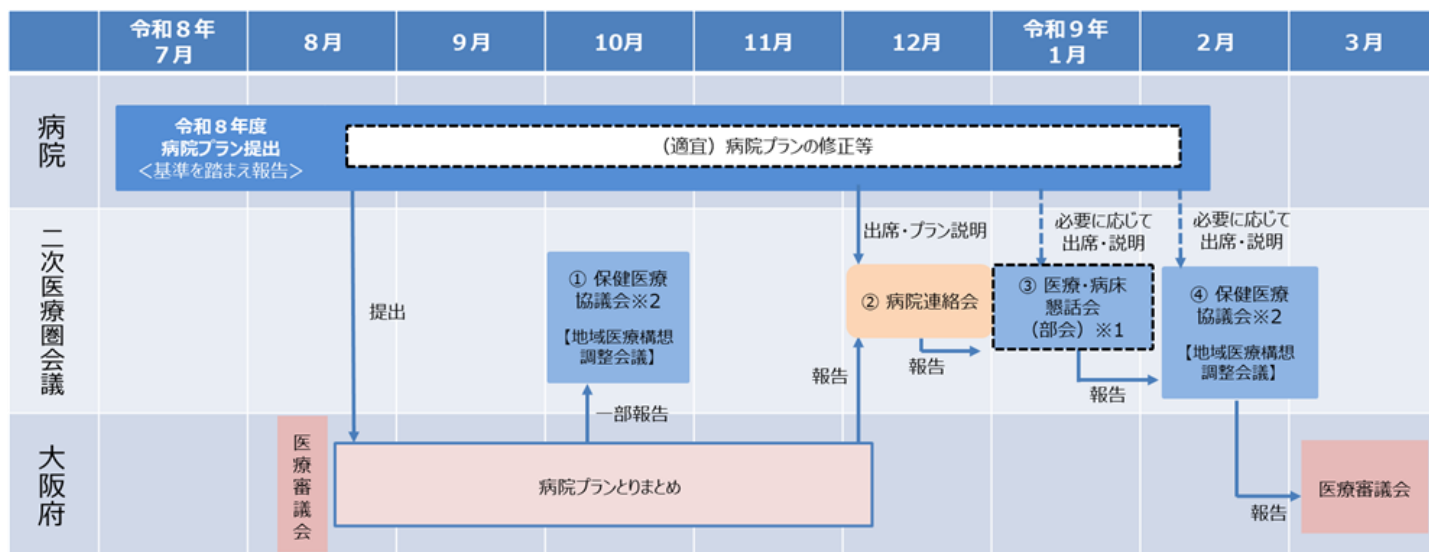 令和８年
７月
８月
９月
10月
11月
12月
令和９年
１月
２月
３月
病院
令和８年度
病院プラン提出
＜基準を踏まえ報告＞
（適宜）病院プランの修正等
二次医療圏会議
提出
① 保健医療
協議会※2
【地域医療構想
調整会議】
一部報告
出席・プラン説明
② 病院連絡会
報告
報告
必要に応じて
出席・説明
③ 医療・病床
懇話会
（部会）※1
報告
必要に応じて
出席・説明
④ 保健医療
協議会※2
【地域医療構想
調整会議】
大阪府
医療審議会
病院プランとりまとめ
報告
医療審議会